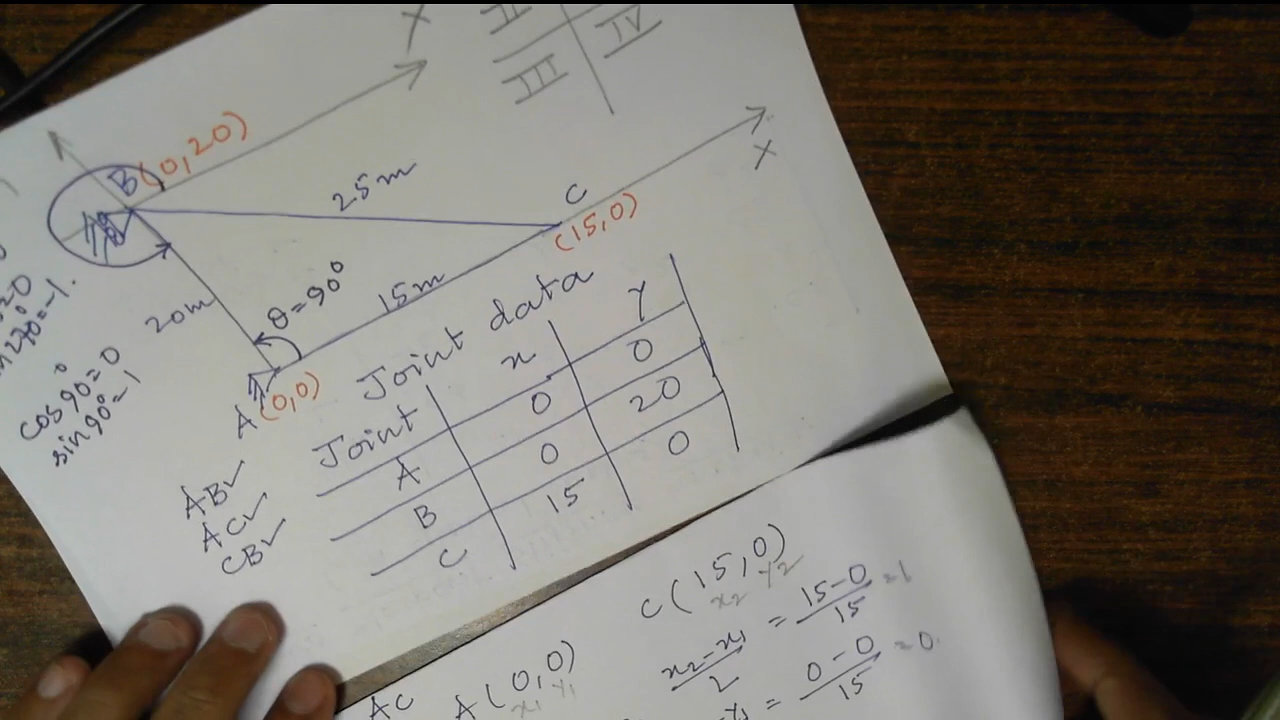 X
II
III
IV
B (0,20)
25m
C
(15,0)
X
20m
θ=90°
15m
A (0,0)
cos90°=0
sin90°=1
AB✓
AC✓
CB✓
Joint data
Joint x Y
A 0 0
B 0 20
C 15 0
C (15,0)
x2 y2
AC A (0,0)
x1 y1
x2-x1 / L = 15-0 / 15 = 1
= 0-0 / 15 = 0